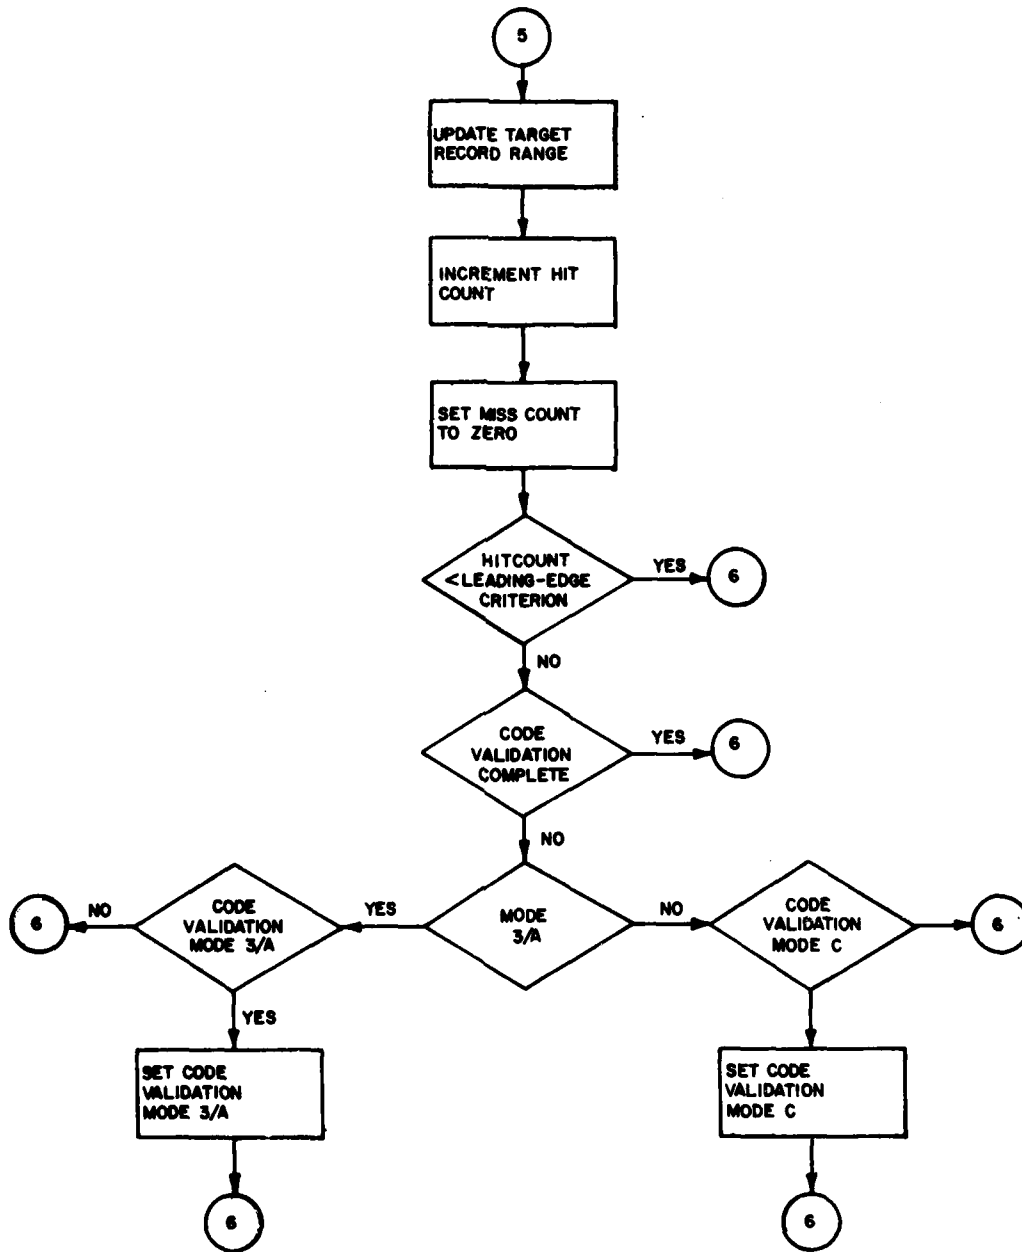 5
UPDATE TARGET
RECORD RANGE
INCREMENT HIT
COUNT
SET MISS COUNT
TO ZERO
HITCOUNT
<LEADING-EDGE
CRITERION
YES
6
NO
CODE
VALIDATION
COMPLETE
YES
6
NO
6
NO
CODE
VALIDATION
MODE 3/A
YES
MODE
3/A
NO
CODE
VALIDATION
MODE C
6
YES
SET CODE
VALIDATION
MODE 3/A
SET CODE
VALIDATION
MODE C
6
6